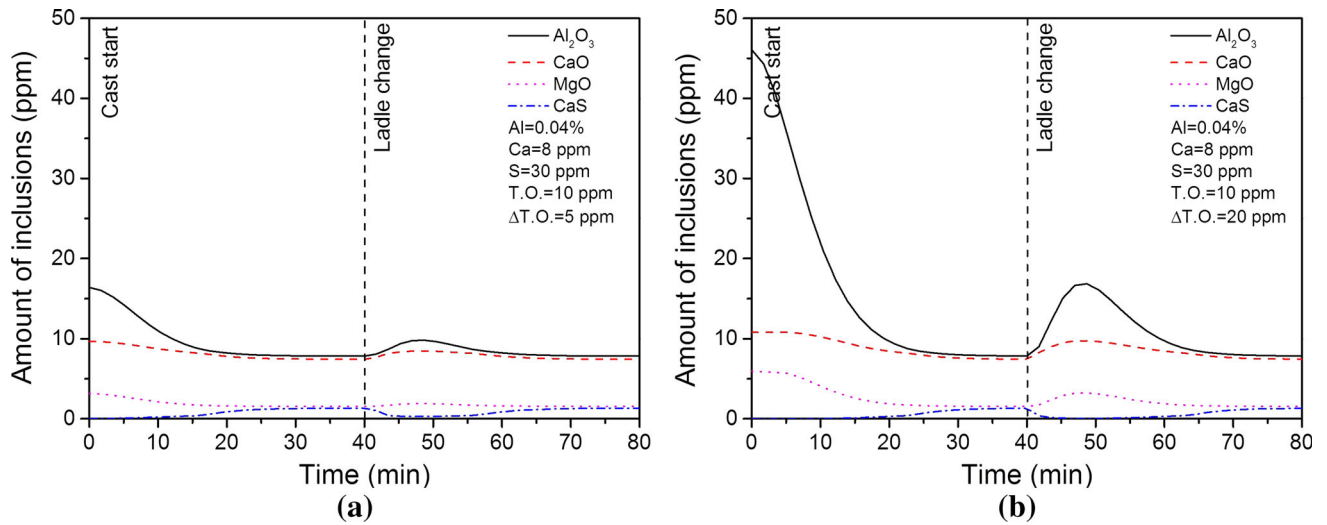 50
40
30
20
10
0
Amount of inclusions (ppm)
Cast start
Ladle change
Al₂O₃
CaO
MgO
CaS
Al=0.04%
Ca=8 ppm
S=30 ppm
T.O.=10 ppm
ΔT.O.=5 ppm
0 10 20 30 40 50 60 70 80
Time (min)
(a)
50
40
30
20
10
0
Amount of inclusions (ppm)
Cast start
Ladle change
Al₂O₃
CaO
MgO
CaS
Al=0.04%
Ca=8 ppm
S=30 ppm
T.O.=10 ppm
ΔT.O.=20 ppm
0 10 20 30 40 50 60 70 80
Time (min)
(b)